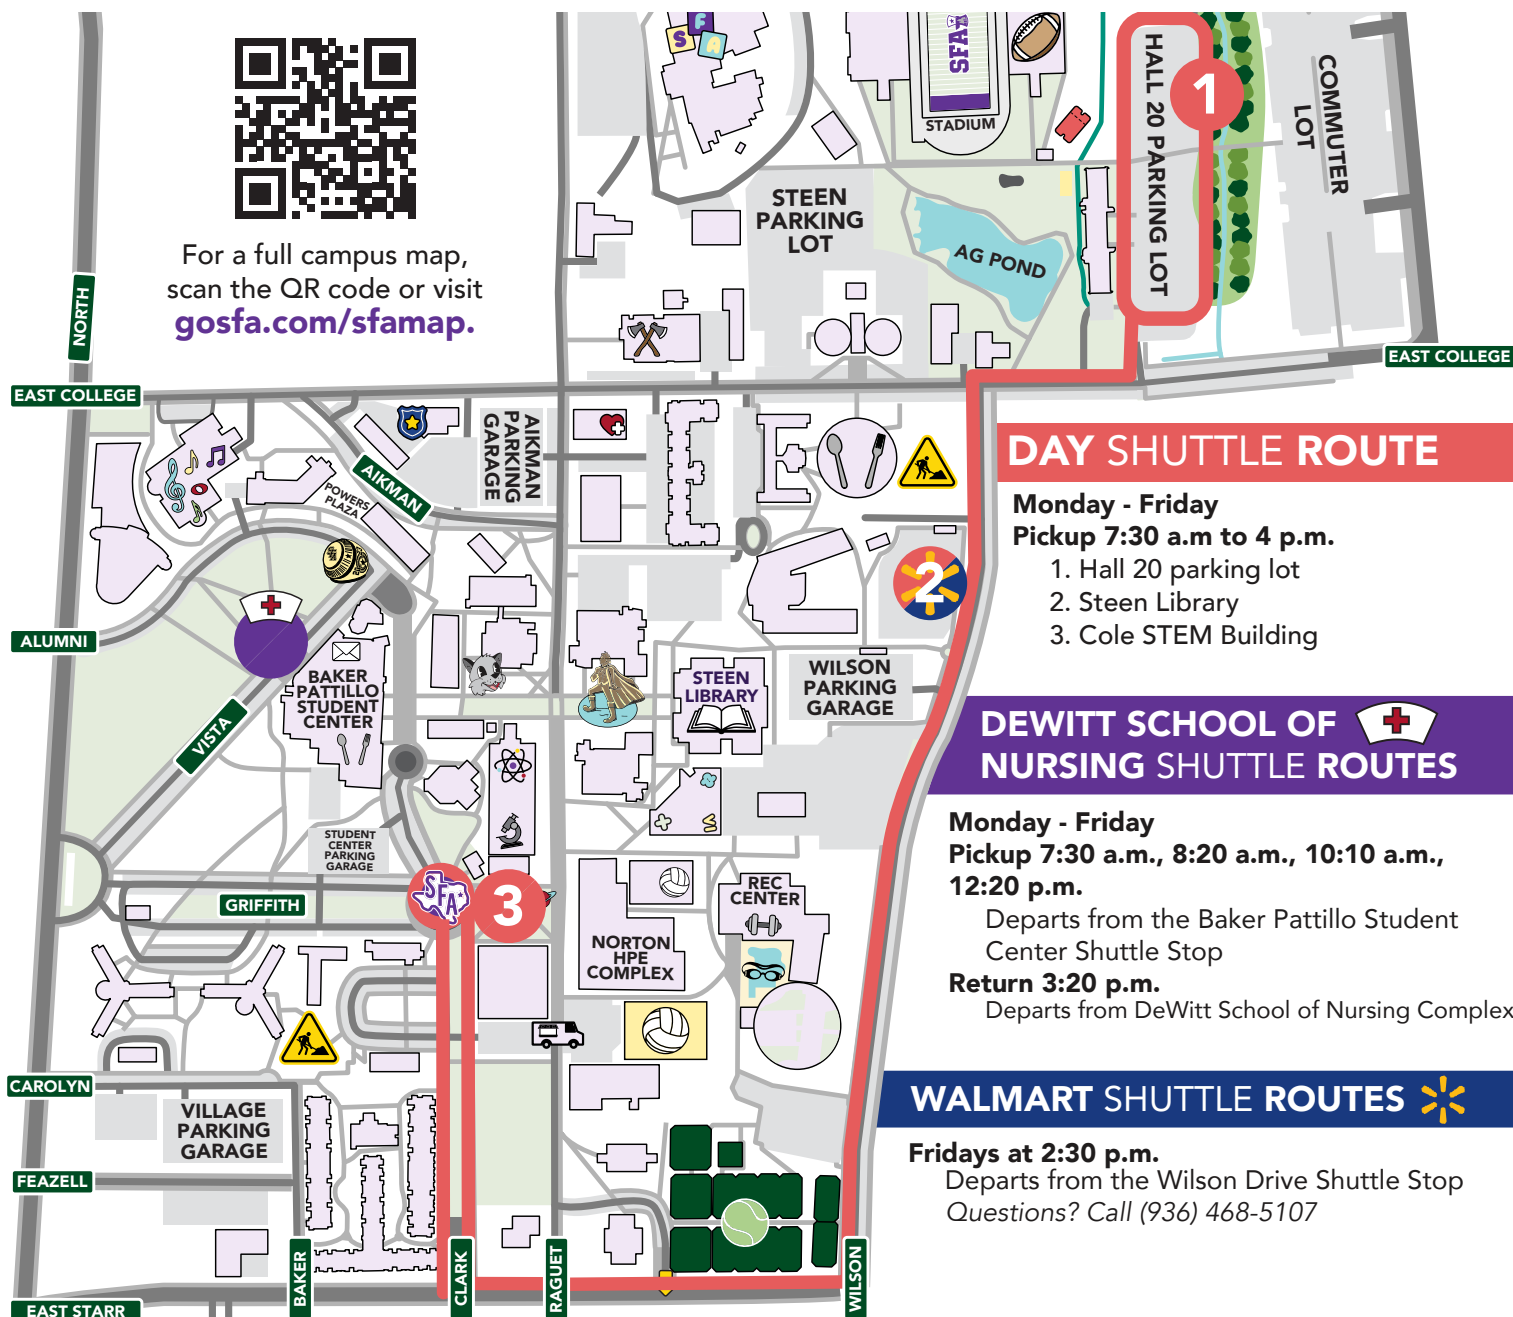 For a full campus map,
scan the QR code or visit
gosfa.com/sfamap.
S
F
A
SFA
STADIUM
HALL 20 PARKING LOT
1
COMMUTER
LOT
STEEN
PARKING
LOT
AG POND
NORTH
EAST COLLEGE
EAST COLLEGE
AIKMAN
PARKING
GARAGE
AIKMAN
POWERS
PLAZA
2
ALUMNI
BAKER
PATTILLO
STUDENT
CENTER
STEEN
LIBRARY
WILSON
PARKING
GARAGE
VISTA
STUDENT
CENTER
PARKING
GARAGE
GRIFFITH
SFA
3
REC
CENTER
NORTON
HPE
COMPLEX
CAROLYN
VILLAGE
PARKING
GARAGE
FEAZELL
BAKER
CLARK
RAGUET
WILSON
EAST STARR
DAY SHUTTLE ROUTE
Monday - Friday
Pickup 7:30 a.m to 4 p.m.
1. Hall 20 parking lot
2. Steen Library
3. Cole STEM Building
DEWITT SCHOOL OF
NURSING SHUTTLE ROUTES
Monday - Friday
Pickup 7:30 a.m., 8:20 a.m., 10:10 a.m.,
12:20 p.m.
Departs from the Baker Pattillo Student
Center Shuttle Stop
Return 3:20 p.m.
Departs from DeWitt School of Nursing Complex
WALMART SHUTTLE ROUTES
Fridays at 2:30 p.m.
Departs from the Wilson Drive Shuttle Stop
Questions? Call (936) 468-5107